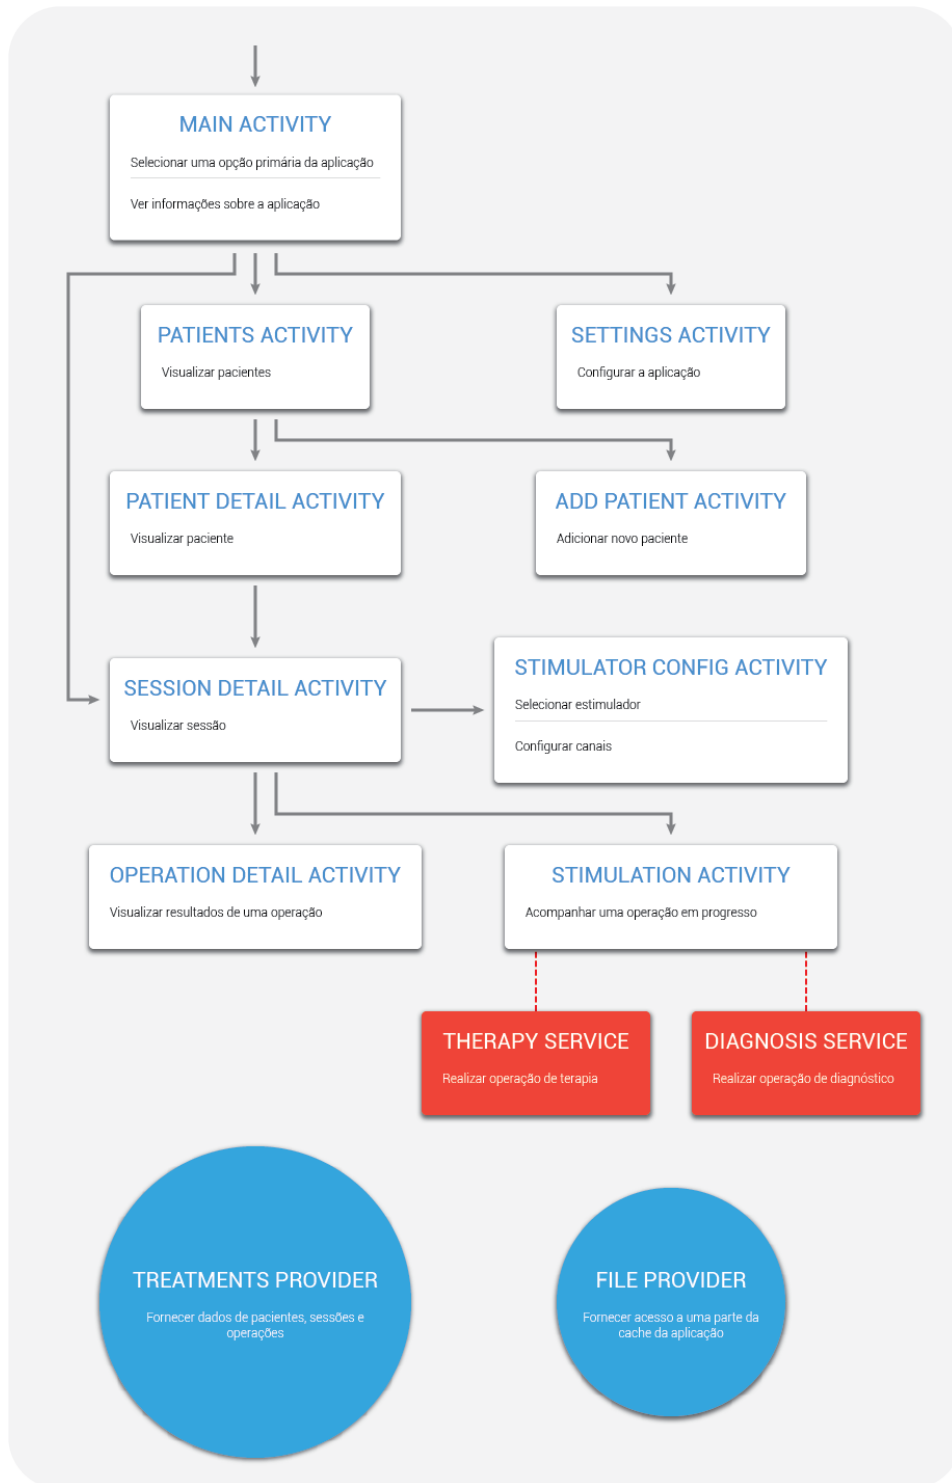 MAIN ACTIVITY
Selecionar uma opção primária da aplicação
Ver informações sobre a aplicação
PATIENTS ACTIVITY
Visualizar pacientes
SETTINGS ACTIVITY
Configurar a aplicação
PATIENT DETAIL ACTIVITY
Visualizar paciente
ADD PATIENT ACTIVITY
Adicionar novo paciente
SESSION DETAIL ACTIVITY
Visualizar sessão
STIMULATOR CONFIG ACTIVITY
Selecionar estimulador
Configurar canais
OPERATION DETAIL ACTIVITY
Visualizar resultados de uma operação
STIMULATION ACTIVITY
Acompanhar uma operação em progresso
THERAPY SERVICE
Realizar operação de terapia
DIAGNOSIS SERVICE
Realizar operação de diagnóstico
TREATMENTS PROVIDER
Fornecer dados de pacientes, sessões e
operações
FILE PROVIDER
Fornecer acesso a uma parte da
cache da aplicação